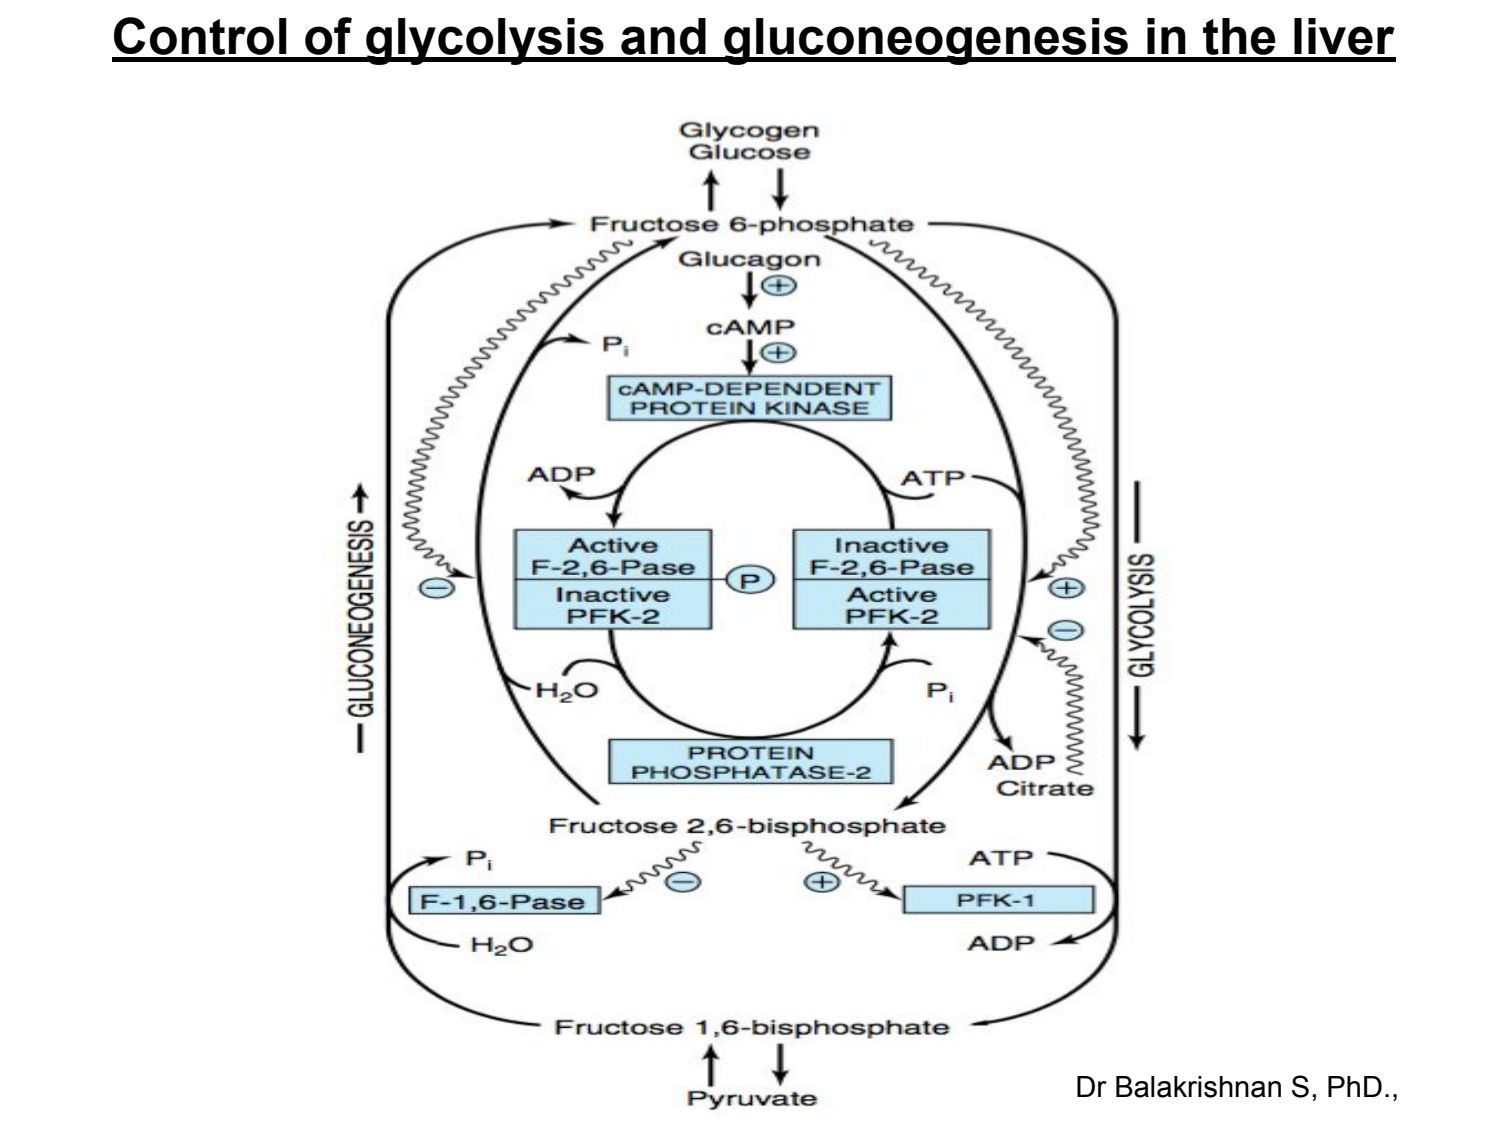 Control of glycolysis and gluconeogenesis in the liver
Glycogen
Glucose
Fructose 6-phosphate
Glucagon
+
cAMP
+
Pi
cAMP-DEPENDENT
PROTEIN KINASE
ADP
ATP
Active
F-2,6-Pase
Inactive
PFK-2
P
Inactive
F-2,6-Pase
Active
PFK-2
−
+
−
GLUCONEOGENESIS
GLYCOLYSIS
H2O
Pi
PROTEIN
PHOSPHATASE-2
ADP
Citrate
Fructose 2,6-bisphosphate
Pi
−
+
ATP
F-1,6-Pase
PFK-1
H2O
ADP
Fructose 1,6-bisphosphate
Pyruvate
Dr Balakrishnan S, PhD.,